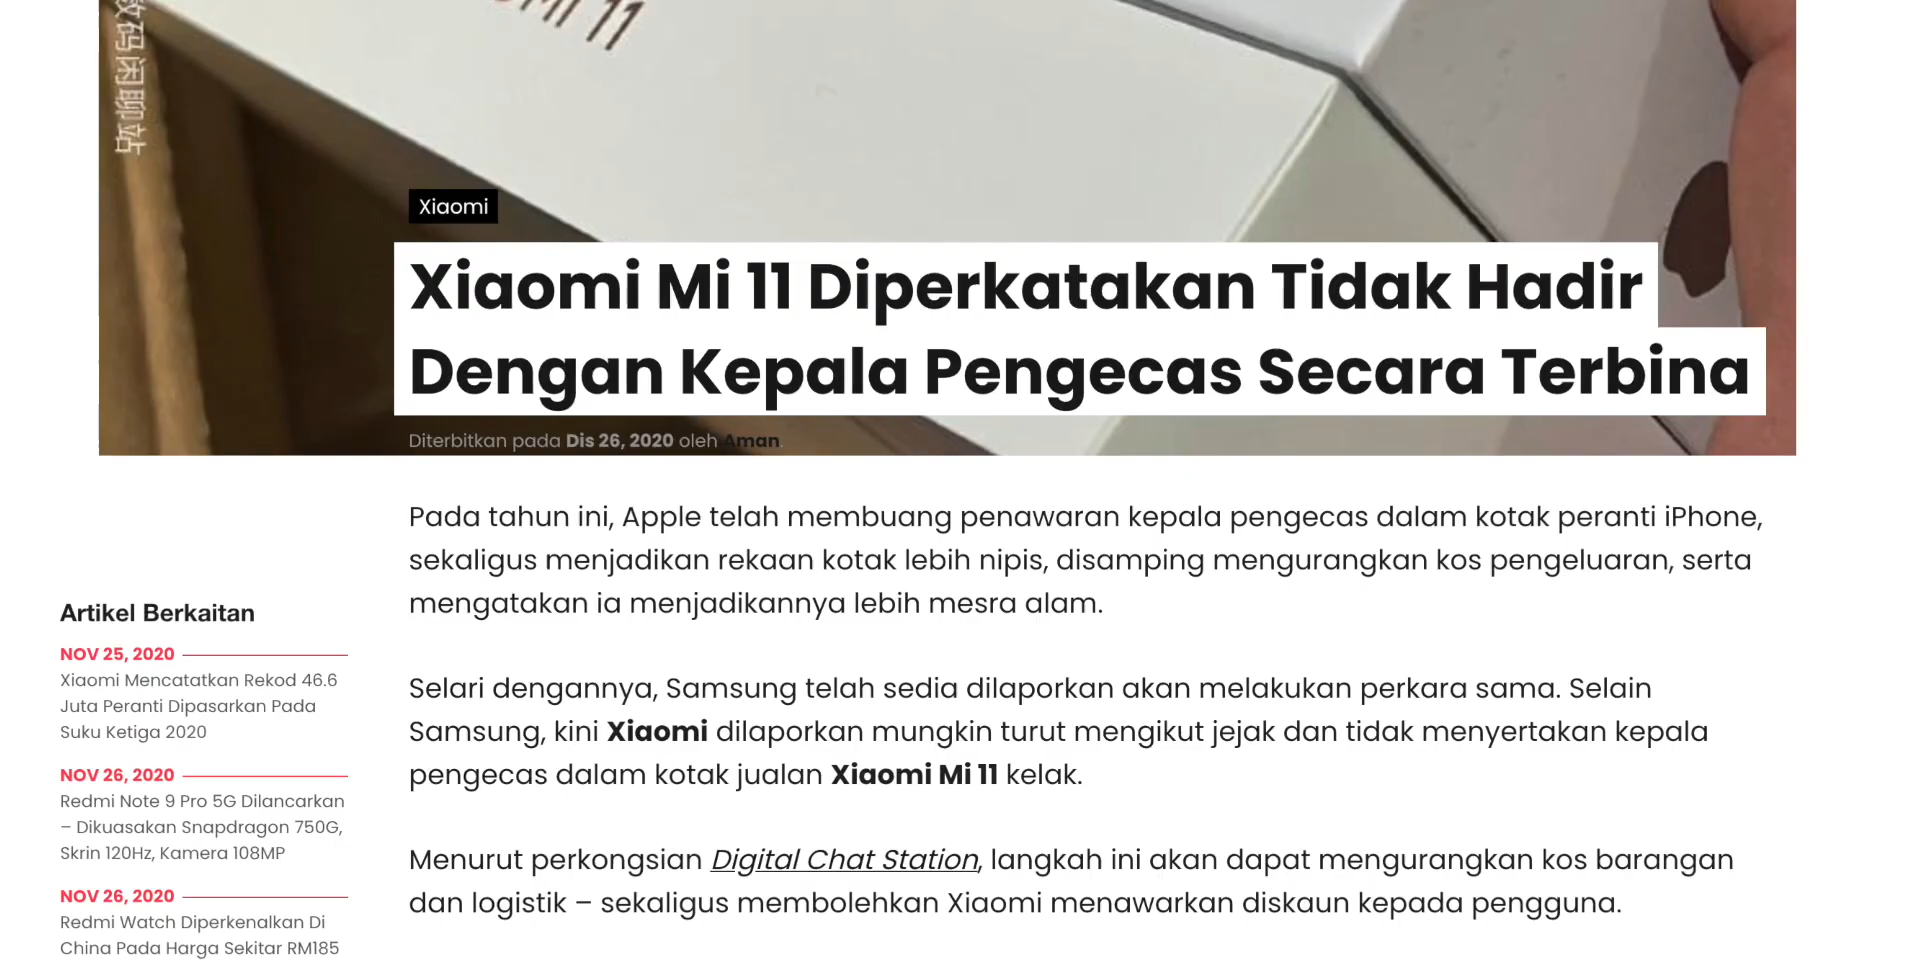 数码闲聊站
MI 11
Xiaomi
Xiaomi Mi 11 Diperkatakan Tidak Hadir
Dengan Kepala Pengecas Secara Terbina
Diterbitkan pada Dis 26, 2020 oleh Aman
Pada tahun ini, Apple telah membuang penawaran kepala pengecas dalam kotak peranti iPhone,
sekaligus menjadikan rekaan kotak lebih nipis, disamping mengurangkan kos pengeluaran, serta
mengatakan ia menjadikannya lebih mesra alam.
Selari dengannya, Samsung telah sedia dilaporkan akan melakukan perkara sama. Selain
Samsung, kini Xiaomi dilaporkan mungkin turut mengikut jejak dan tidak menyertakan kepala
pengecas dalam kotak jualan Xiaomi Mi 11 kelak.
Menurut perkongsian Digital Chat Station, langkah ini akan dapat mengurangkan kos barangan
dan logistik – sekaligus membolehkan Xiaomi menawarkan diskaun kepada pengguna.
Artikel Berkaitan
NOV 25, 2020
Xiaomi Mencatatkan Rekod 46.6
Juta Peranti Dipasarkan Pada
Suku Ketiga 2020
NOV 26, 2020
Redmi Note 9 Pro 5G Dilancarkan
– Dikuasakan Snapdragon 750G,
Skrin 120Hz, Kamera 108MP
NOV 26, 2020
Redmi Watch Diperkenalkan Di
China Pada Harga Sekitar RM185